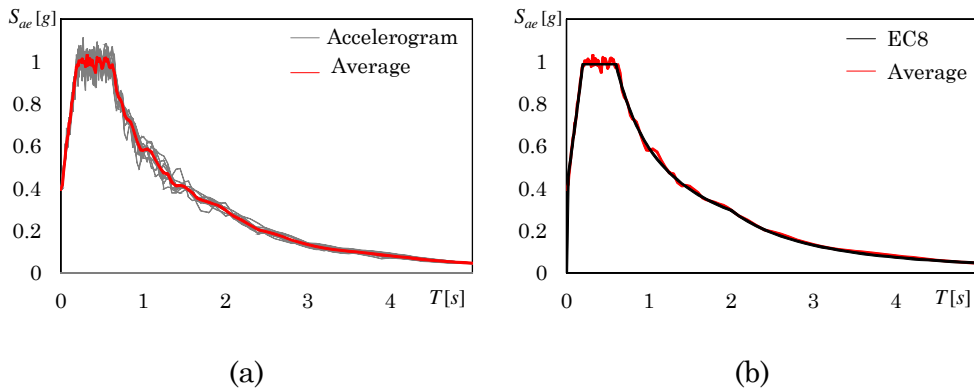 S_ae [g]
Accelerogram
Average
1
0.8
0.6
0.4
0.2
0
0 1 2 3 4 T [s]
(a)
S_ae [g]
EC8
Average
1
0.8
0.6
0.4
0.2
0
0 1 2 3 4 T [s]
(b)